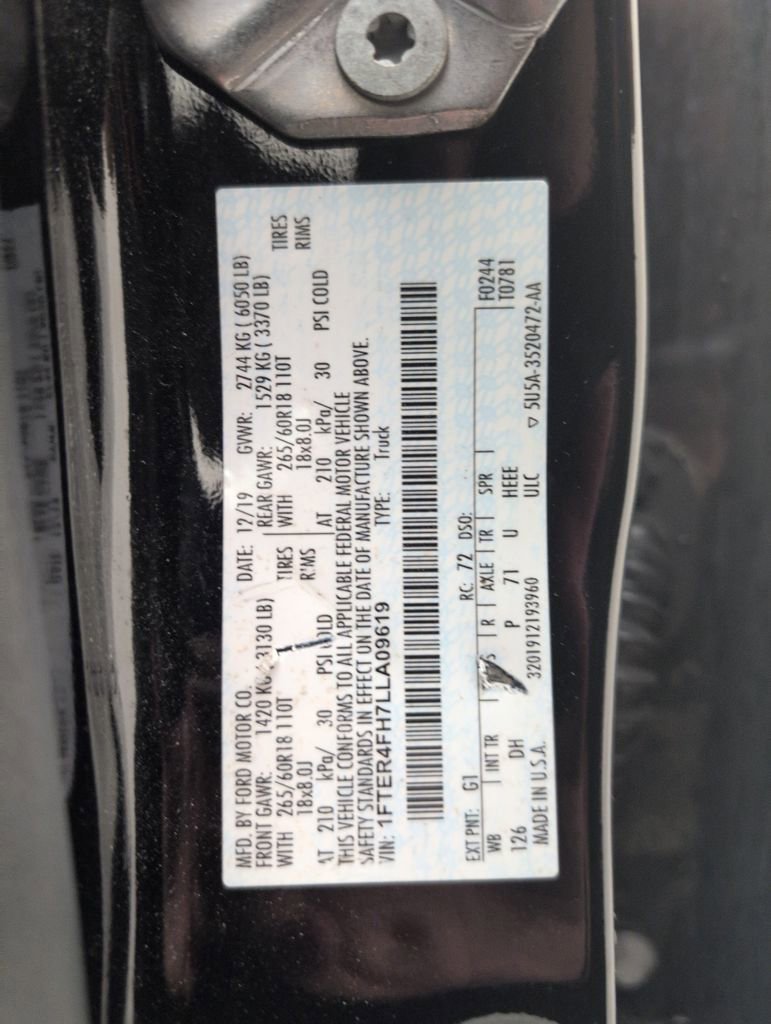 MFD. BY FORD MOTOR CO. DATE: 12/19 GVWR: 2744 KG ( 6050 LB)
FRONT GAWR: 1420 KG 3130 LB) REAR GAWR: 1529 KG ( 3370 LB)
WITH 265/60R18 110T TIRES WITH 265/60R18 110T TIRES
18x8.0J RIMS 18x8.0J RIMS
AT 210 kPa/ 30 PSI COLD AT 210 kPa/ 30 PSI COLD
THIS VEHICLE CONFORMS TO ALL APPLICABLE FEDERAL MOTOR VEHICLE
SAFETY STANDARDS IN EFFECT ON THE DATE OF MANUFACTURE SHOWN ABOVE.
VIN: 1FTER4FH7LLA09619 TYPE: Truck
EXT PNT: G1 RC: 72 DSO: F0244
WB INT TR R AXLE TR SPR T0781
126 DH P 71 U HEEE
MADE IN U.S.A. 3201912193960 ULC ▽ 5U5A-3520472-AA